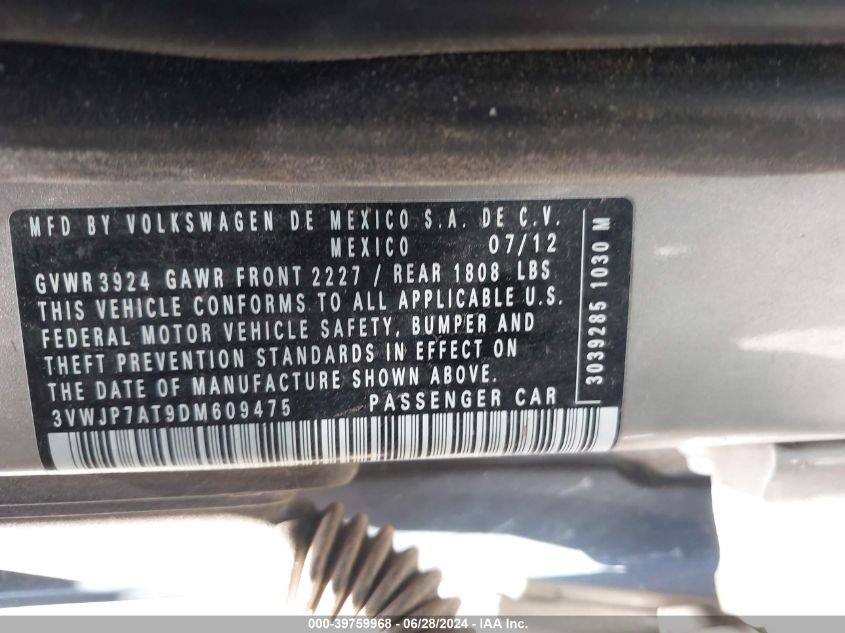 MFD BY VOLKSWAGEN DE MEXICO S.A. DE C.V.
MEXICO 07/12
GVWR 3924 GAWR FRONT 2227 / REAR 1808 LBS
THIS VEHICLE CONFORMS TO ALL APPLICABLE U.S.
FEDERAL MOTOR VEHICLE SAFETY, BUMPER AND
THEFT PREVENTION STANDARDS IN EFFECT ON
THE DATE OF MANUFACTURE SHOWN ABOVE.
3VWJP7AT9DM609475 PASSENGER CAR
3039285 1030 M
000-39759968 - 06/28/2024 - IAA Inc.